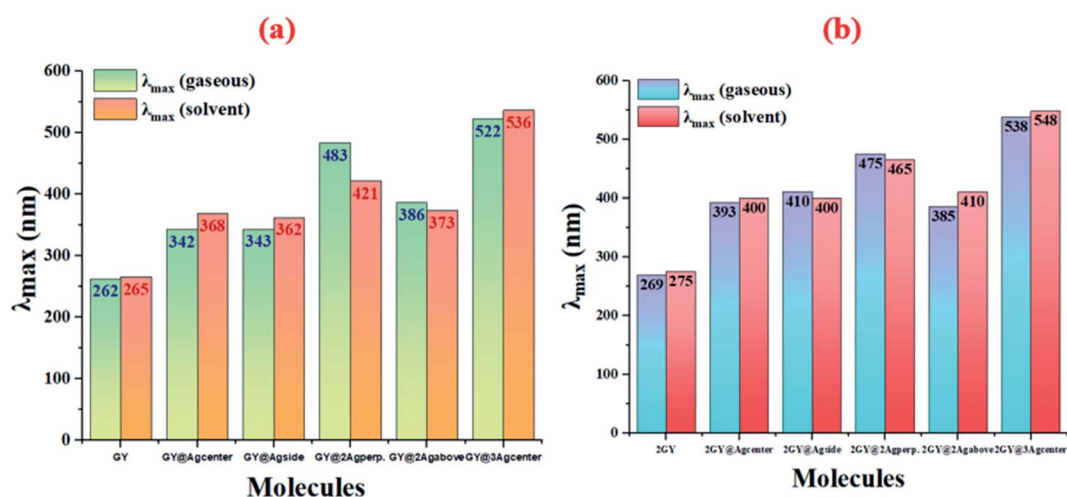 (a)
λmax (gaseous)
λmax (solvent)
λmax (nm)
600
500
400
300
200
100
0
262
265
342
368
343
362
483
421
386
373
522
536
GY
GY@Agcenter
GY@Agside
GY@2Agperp.
GY@2Agabove
GY@3Agcenter
Molecules
(b)
λmax (gaseous)
λmax (solvent)
λmax (nm)
600
500
400
300
200
100
0
269
275
393
400
410
400
475
465
385
410
538
548
2GY
2GY@Agcenter
2GY@Agside
2GY@2Agperp.
2GY@2Agabove
2GY@3Agcenter
Molecules